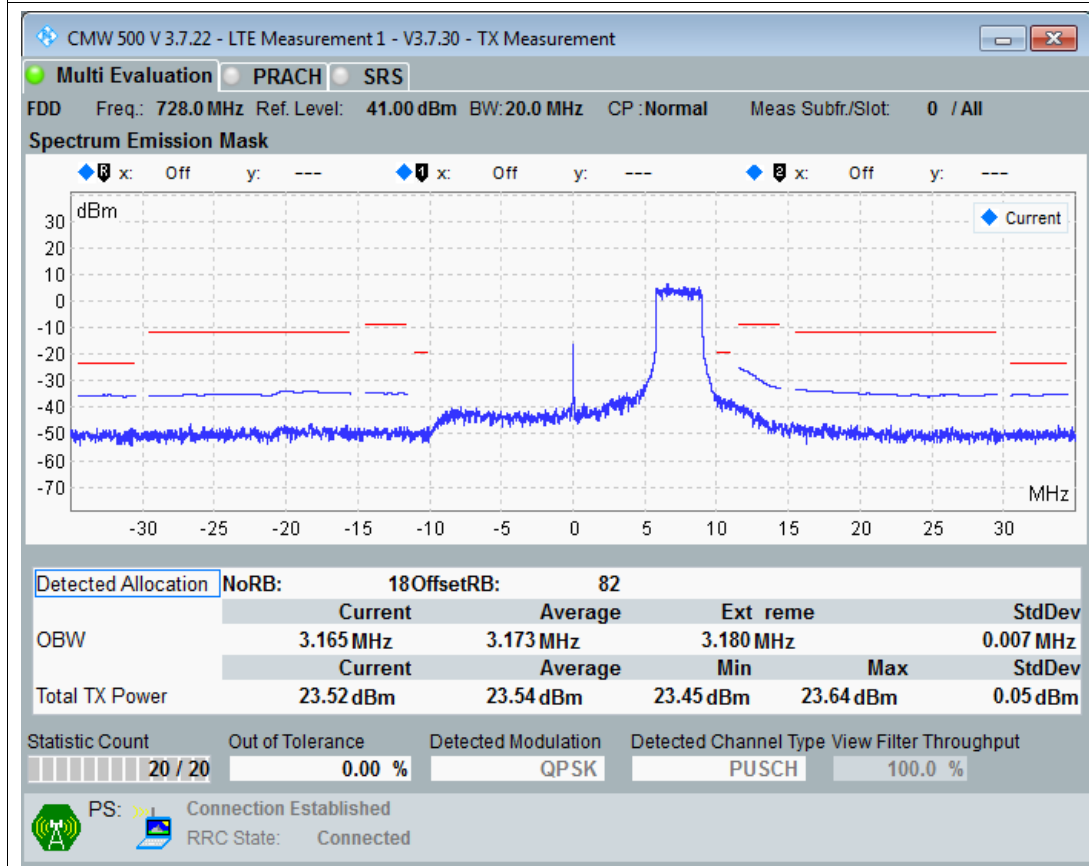 CMW 500 V 3.7.22 - LTE Measurement 1 - V3.7.30 - TX Measurement
Multi Evaluation PRACH SRS
FDD Freq.: 728.0 MHz Ref. Level: 41.00 dBm BW: 20.0 MHz CP : Normal Meas Subfr./Slot: 0 / All
Spectrum Emission Mask
R x: Off y: --- 1 x: Off y: --- 2 x: Off y: ---
dBm
Current
30
20
10
0
-10
-20
-30
-40
-50
-60
-70
MHz
-30 -25 -20 -15 -10 -5 0 5 10 15 20 25 30
Detected Allocation NoRB: 18 OffsetRB: 82
Current Average Ext reme StdDev
OBW 3.165 MHz 3.173 MHz 3.180 MHz 0.007 MHz
Current Average Min Max StdDev
Total TX Power 23.52 dBm 23.54 dBm 23.45 dBm 23.64 dBm 0.05 dBm
Statistic Count Out of Tolerance Detected Modulation Detected Channel Type View Filter Throughput
20 / 20 0.00 % QPSK PUSCH 100.0 %
PS: Connection Established
RRC State: Connected